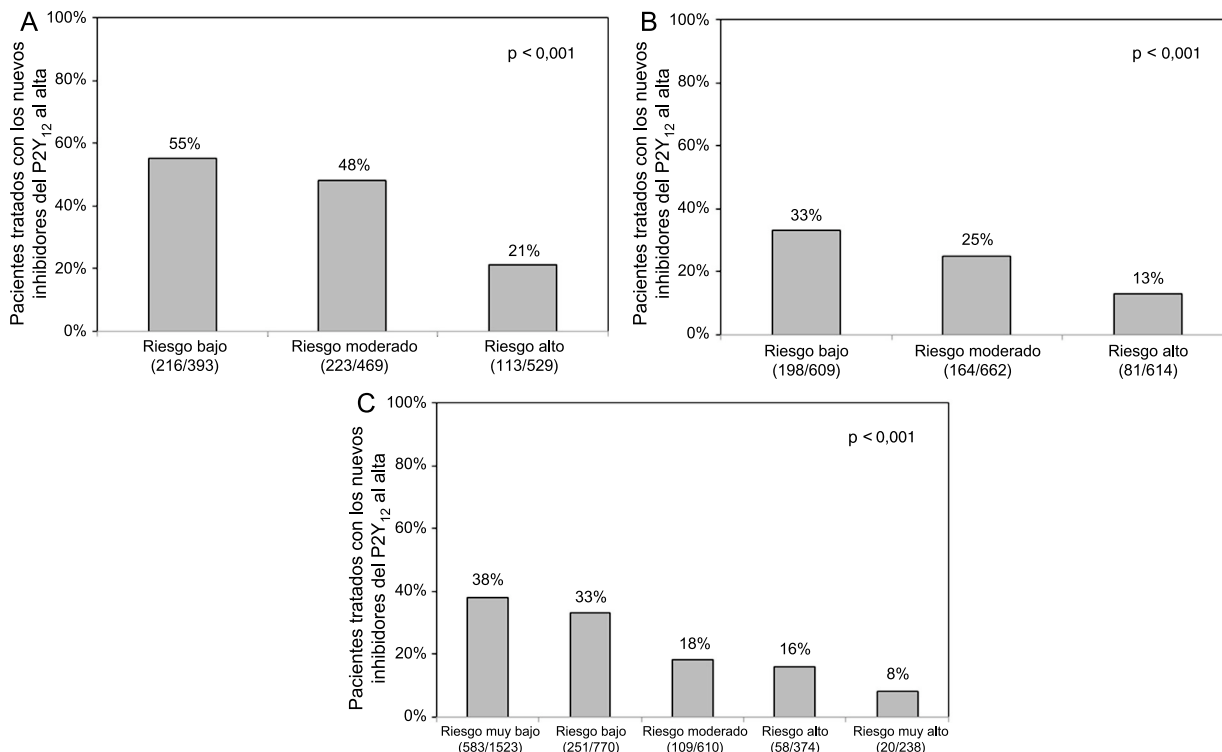 A
Pacientes tratados con los nuevos
inhibidores del P2Y₁₂ al alta
100%
80%
60%
40%
20%
0%
p < 0,001
55%
48%
21%
Riesgo bajo
(216/393)
Riesgo moderado
(223/469)
Riesgo alto
(113/529)
B
Pacientes tratados con los nuevos
inhibidores del P2Y₁₂ al alta
100%
80%
60%
40%
20%
0%
p < 0,001
33%
25%
13%
Riesgo bajo
(198/609)
Riesgo moderado
(164/662)
Riesgo alto
(81/614)
C
Pacientes tratados con los nuevos
inhibidores del P2Y₁₂ al alta
100%
80%
60%
40%
20%
0%
p < 0,001
38%
33%
18%
16%
8%
Riesgo muy bajo
(583/1523)
Riesgo bajo
(251/770)
Riesgo moderado
(109/610)
Riesgo alto
(58/374)
Riesgo muy alto
(20/238)